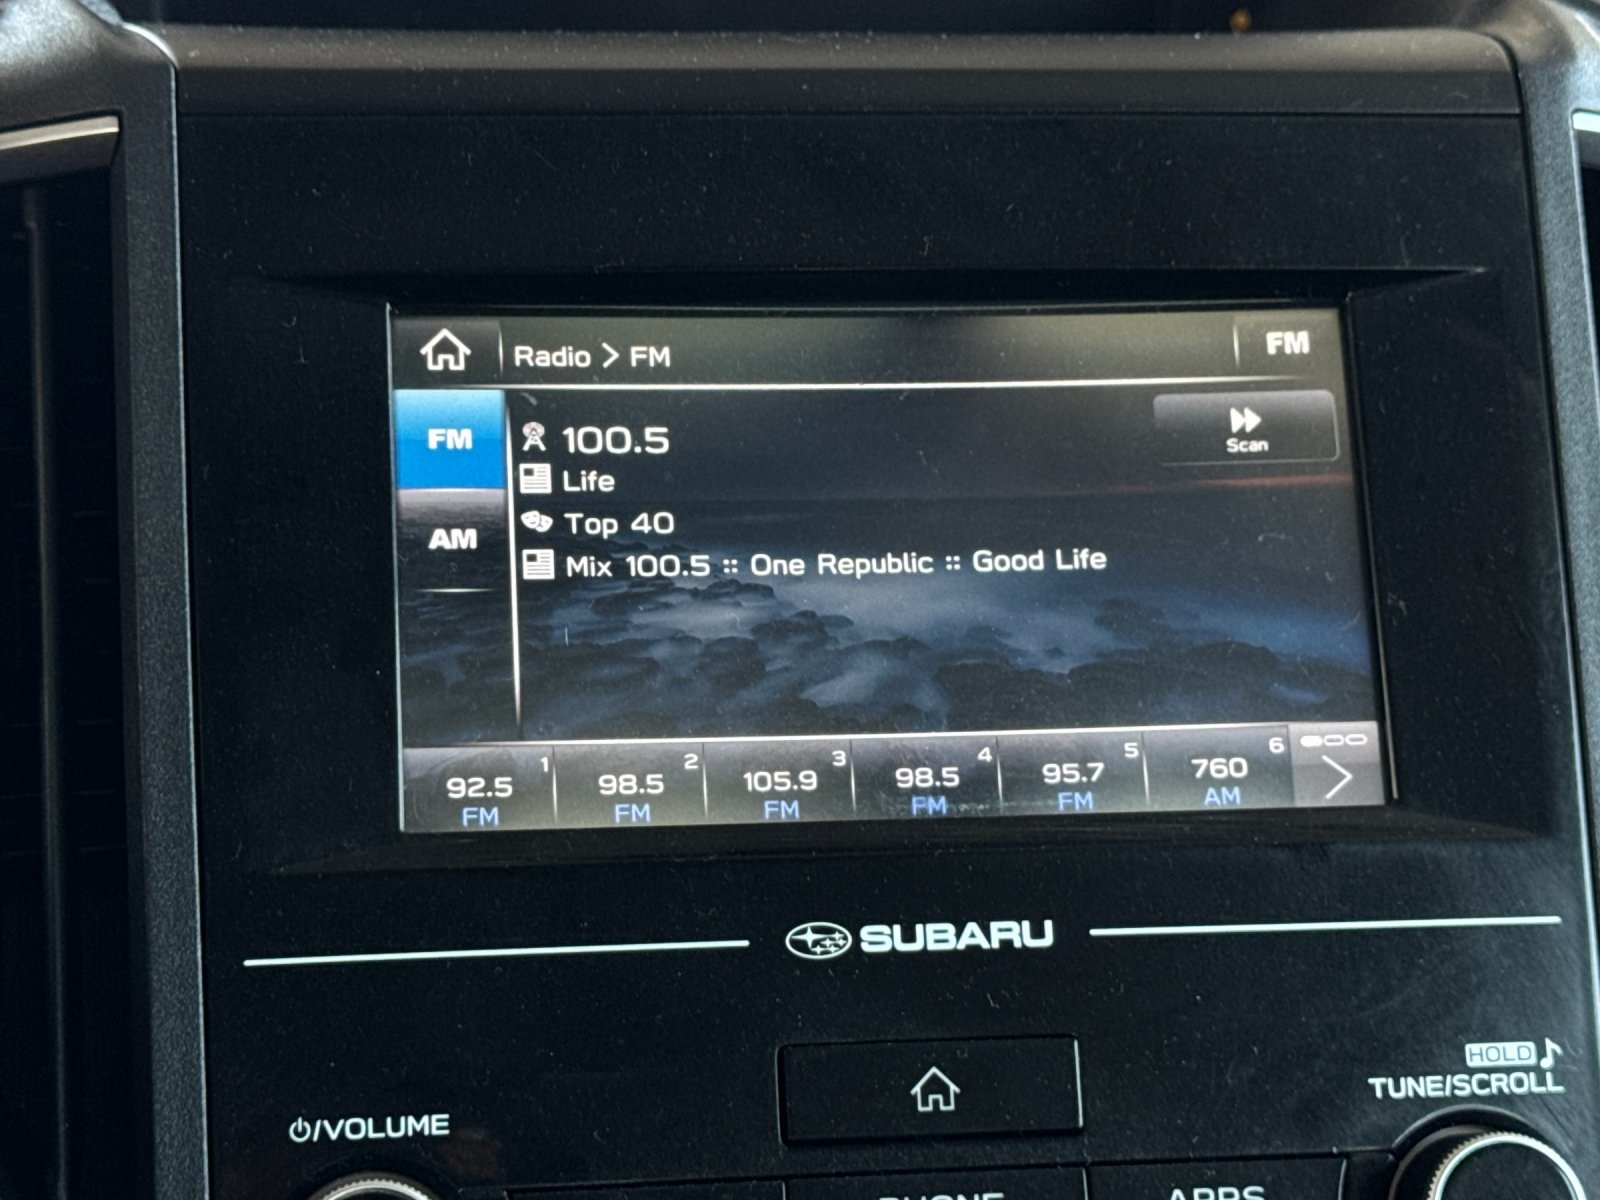 Radio > FM
FM
FM
AM
100.5
Life
Top 40
Mix 100.5 :: One Republic :: Good Life
Scan
92.5 1
FM
98.5 2
FM
105.9 3
FM
98.5 4
FM
95.7 5
FM
760 6
AM
SUBARU
HOLD
TUNE/SCROLL
/VOLUME
PHONE
APPS